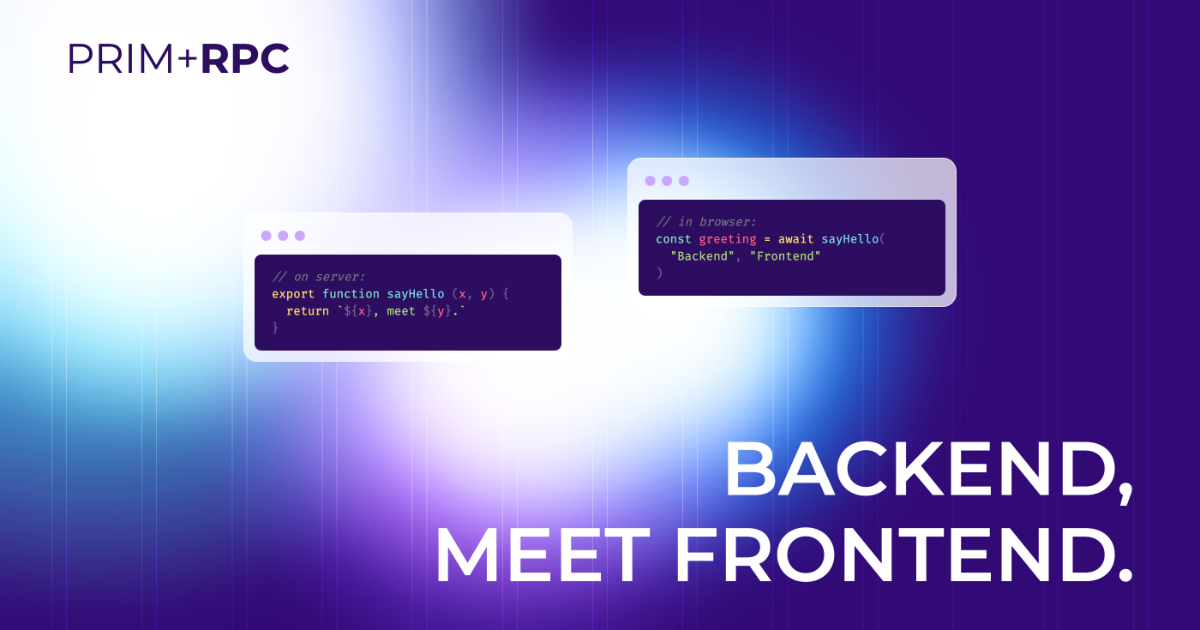 PRIM+RPC
// on server:
export function sayHello (x, y) {
  return `${x}, meet ${y}.`
}
// in browser:
const greeting = await sayHello(
  "Backend", "Frontend"
)
BACKEND,
MEET FRONTEND.